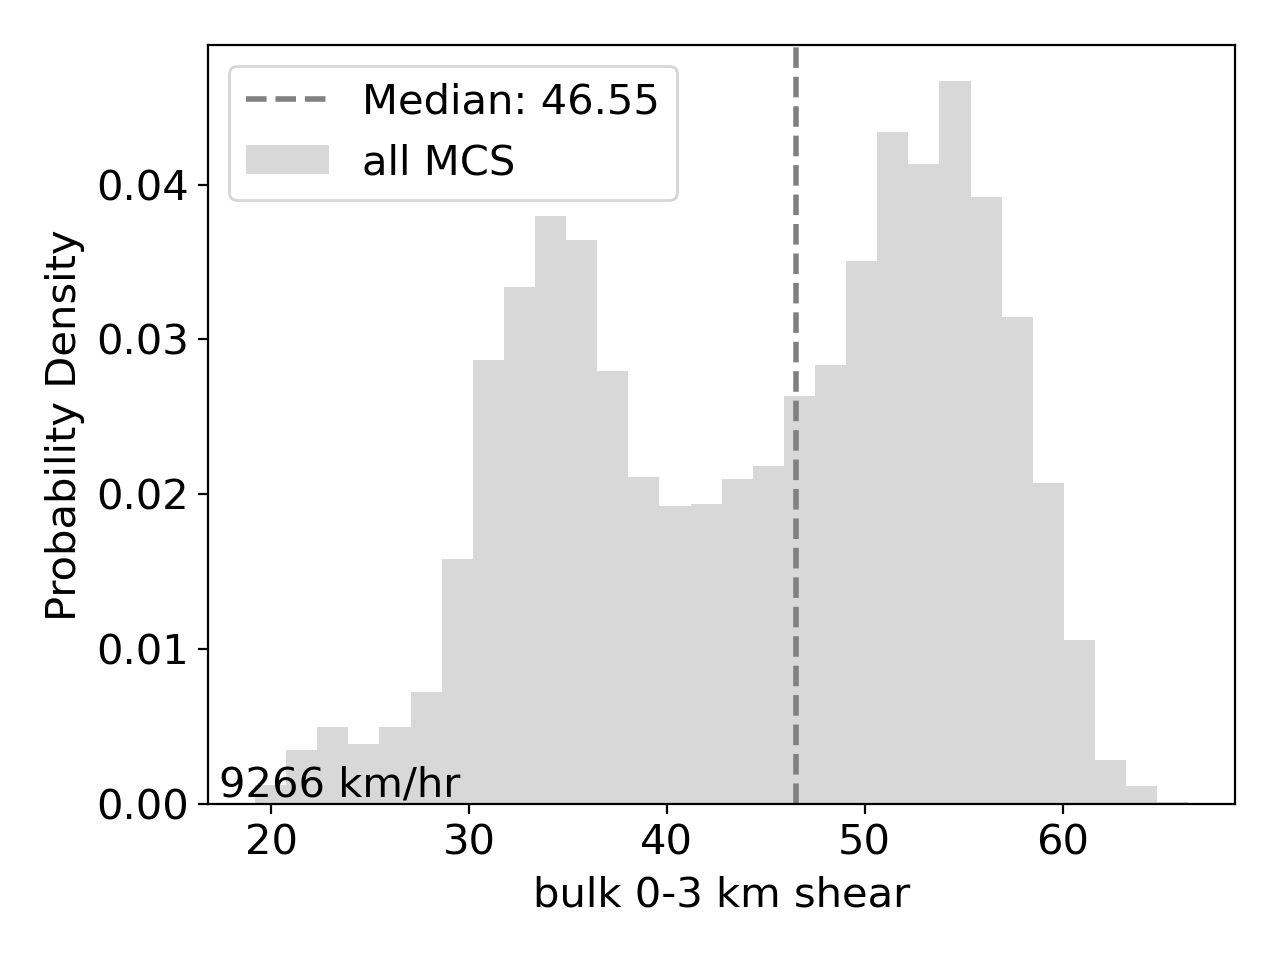 Median: 46.55
all MCS
Probability Density
0.04
0.03
0.02
0.01
0.00
9266 km/hr
20 30 40 50 60
bulk 0-3 km shear